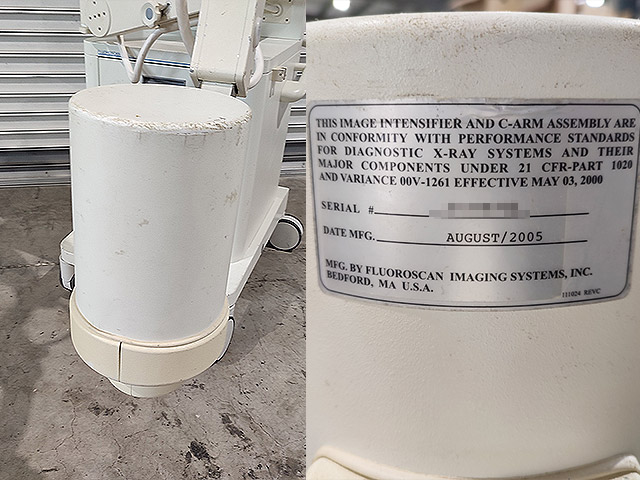 THIS IMAGE INTENSIFIER AND C-ARM ASSEMBLY ARE
IN CONFORMITY WITH PERFORMANCE STANDARDS
FOR DIAGNOSTIC X-RAY SYSTEMS AND THEIR
MAJOR COMPONENTS UNDER 21 CFR-PART 1020
AND VARIANCE 00V-1261 EFFECTIVE MAY 03, 2000
SERIAL #
DATE MFG. AUGUST/2005
MFG. BY FLUOROSCAN IMAGING SYSTEMS, INC.
BEDFORD, MA U.S.A.
111024 REVC